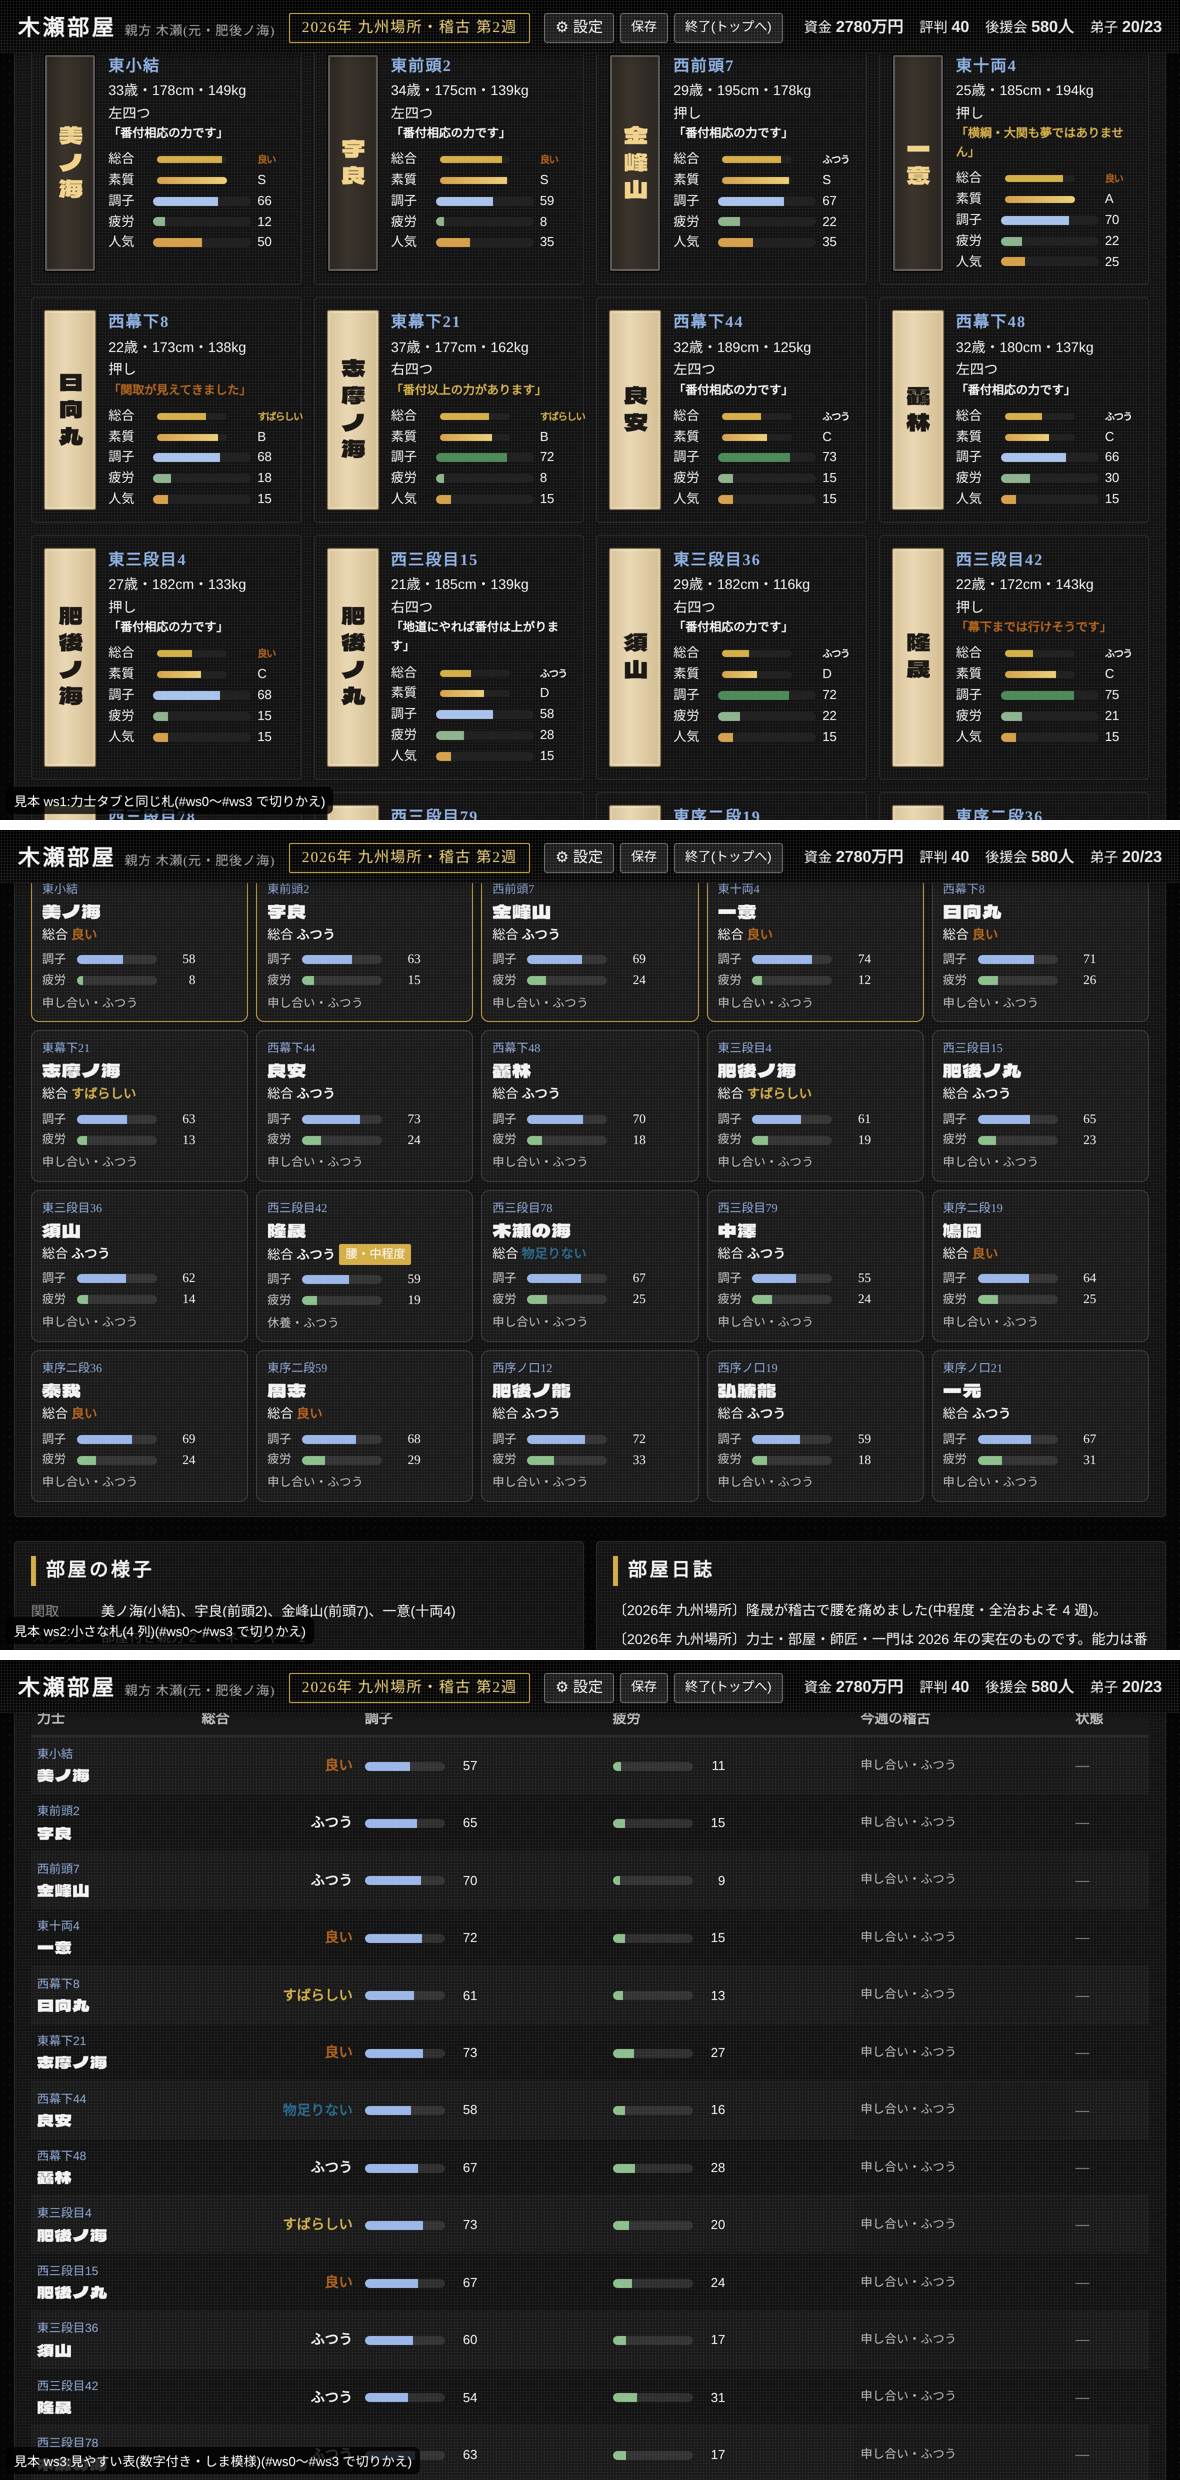 木瀬部屋 親方 木瀬(元・肥後ノ海) 2026年 九州場所・稽古 第2週 ⚙ 設定 保存 終了(トップへ) 資金 2780万円 評判 40 後援会 580人 弟子 20/23
美ノ海
東小結
33歳・178cm・149kg
左四つ
「番付相応の力です」
総合 良い
素質 S
調子 66
疲労 12
人気 50
宇良
東前頭2
34歳・175cm・139kg
左四つ
「番付相応の力です」
総合 良い
素質 S
調子 59
疲労 8
人気 35
金峰山
西前頭7
29歳・195cm・178kg
押し
「番付相応の力です」
総合 ふつう
素質 S
調子 67
疲労 22
人気 35
一意
東十両4
25歳・185cm・194kg
押し
「横綱・大関も夢ではありませ
ん」
総合 良い
素質 A
調子 70
疲労 22
人気 25
日向丸
西幕下8
22歳・173cm・138kg
押し
「関取が見えてきました」
総合 すばらしい
素質 B
調子 68
疲労 18
人気 15
志摩ノ海
東幕下21
37歳・177cm・162kg
右四つ
「番付以上の力があります」
総合 すばらしい
素質 B
調子 72
疲労 8
人気 15
良安
西幕下44
32歳・189cm・125kg
左四つ
「番付相応の力です」
総合 ふつう
素質 C
調子 73
疲労 15
人気 15
林
西幕下48
32歳・180cm・137kg
左四つ
「番付相応の力です」
総合 ふつう
素質 C
調子 66
疲労 30
人気 15
肥後ノ海
東三段目4
27歳・182cm・133kg
押し
「番付相応の力です」
総合 良い
素質 C
調子 68
疲労 15
人気 15
肥後ノ丸
西三段目15
21歳・185cm・139kg
右四つ
「地道にやれば番付は上がりま
す」
総合 ふつう
素質 D
調子 58
疲労 28
人気 15
須山
東三段目36
29歳・182cm・116kg
右四つ
「番付相応の力です」
総合 ふつう
素質 D
調子 72
疲労 22
人気 15
隆晟
西三段目42
22歳・172cm・143kg
押し
「幕下までは行けそうです」
総合 ふつう
素質 C
調子 75
疲労 21
人気 15
見本 ws1:力士タブと同じ札(#ws0〜#ws3 で切りかえ)
西三段目78 西三段目79 東序二段19 東序二段36
木瀬部屋 親方 木瀬(元・肥後ノ海) 2026年 九州場所・稽古 第2週 ⚙ 設定 保存 終了(トップへ) 資金 2780万円 評判 40 後援会 580人 弟子 20/23
東小結
美ノ海
総合 良い
調子 58
疲労 8
申し合い・ふつう
東前頭2
宇良
総合 ふつう
調子 63
疲労 15
申し合い・ふつう
西前頭7
金峰山
総合 ふつう
調子 69
疲労 24
申し合い・ふつう
東十両4
一意
総合 良い
調子 74
疲労 12
申し合い・ふつう
西幕下8
日向丸
総合 良い
調子 71
疲労 26
申し合い・ふつう
東幕下21
志摩ノ海
総合 すばらしい
調子 63
疲労 13
申し合い・ふつう
西幕下44
良安
総合 ふつう
調子 73
疲労 24
申し合い・ふつう
西幕下48
林
総合 ふつう
調子 70
疲労 18
申し合い・ふつう
東三段目4
肥後ノ海
総合 すばらしい
調子 61
疲労 19
申し合い・ふつう
西三段目15
肥後ノ丸
総合 ふつう
調子 65
疲労 23
申し合い・ふつう
東三段目36
須山
総合 ふつう
調子 62
疲労 14
申し合い・ふつう
西三段目42
隆晟
総合 ふつう 腰・中程度
調子 59
疲労 19
休養・ふつう
西三段目78
木瀬の海
総合 物足りない
調子 67
疲労 25
申し合い・ふつう
西三段目79
中澤
総合 ふつう
調子 55
疲労 24
申し合い・ふつう
東序二段19
鳩岡
総合 良い
調子 64
疲労 25
申し合い・ふつう
東序二段36
泰我
総合 良い
調子 69
疲労 24
申し合い・ふつう
東序二段59
周志
総合 良い
調子 68
疲労 29
申し合い・ふつう
西序ノ口12
肥後ノ龍
総合 ふつう
調子 72
疲労 33
申し合い・ふつう
西序ノ口19
弘騰龍
総合 ふつう
調子 59
疲労 18
申し合い・ふつう
東序ノ口21
一元
総合 ふつう
調子 67
疲労 31
申し合い・ふつう
部屋の様子
関取 美ノ海(小結)、宇良(前頭2)、金峰山(前頭7)、一意(十両4)
見本 ws2:小さな札(4 列)(#ws0〜#ws3 で切りかえ)
部屋日誌
〔2026年 九州場所〕隆晟が稽古で腰を痛めました(中程度・全治およそ 4 週)。
〔2026年 九州場所〕力士・部屋・師匠・一門は 2026 年の実在のものです。能力は番
木瀬部屋 親方 木瀬(元・肥後ノ海) 2026年 九州場所・稽古 第2週 ⚙ 設定 保存 終了(トップへ) 資金 2780万円 評判 40 後援会 580人 弟子 20/23
力士 総合 調子 疲労 今週の稽古 状態
東小結
美ノ海 良い 57 11 申し合い・ふつう —
東前頭2
宇良 ふつう 65 15 申し合い・ふつう —
西前頭7
金峰山 ふつう 70 9 申し合い・ふつう —
東十両4
一意 良い 72 15 申し合い・ふつう —
西幕下8
日向丸 すばらしい 61 13 申し合い・ふつう —
東幕下21
志摩ノ海 良い 73 27 申し合い・ふつう —
西幕下44
良安 物足りない 58 16 申し合い・ふつう —
西幕下48
林 ふつう 67 28 申し合い・ふつう —
東三段目4
肥後ノ海 すばらしい 73 20 申し合い・ふつう —
西三段目15
肥後ノ丸 良い 67 24 申し合い・ふつう —
東三段目36
須山 ふつう 60 17 申し合い・ふつう —
西三段目42
隆晟 ふつう 54 31 申し合い・ふつう —
西三段目78
ふつう 63 17 申し合い・ふつう —
見本 ws3:見やすい表(数字付き・しま模様)(#ws0〜#ws3 で切りかえ)